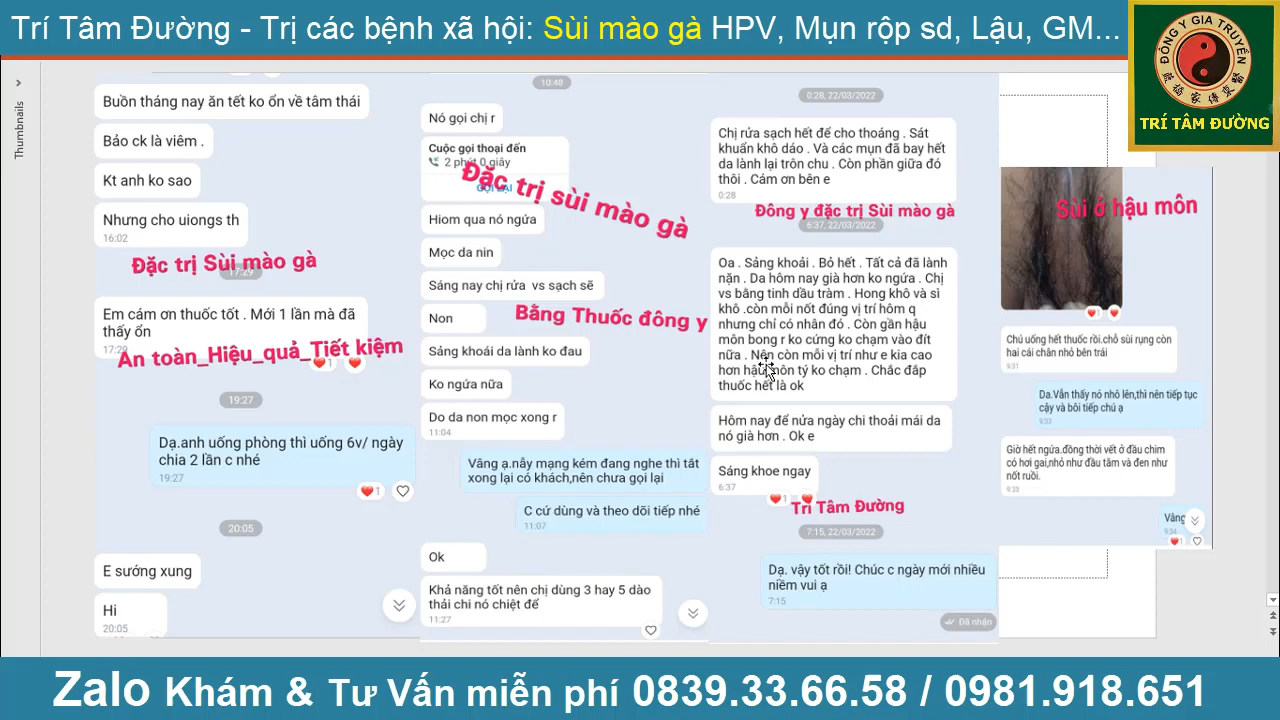 Trí Tâm Đường - Trị các bệnh xã hội: Sùi mào gà HPV, Mụn rộp sd, Lậu, GM...
ĐÔNG Y GIA TRUYỀN
TRÍ TÂM ĐƯỜNG
Thumbnails
Buồn tháng nay ăn tết ko ổn về tâm thái
Bảo ck là viêm .
Kt anh ko sao
Nhưng cho uiongs th
16:02
Đặc trị Sùi mào gà
17:29
Em cám ơn thuốc tốt . Mới 1 lần mà đã
thấy ổn
17:29
An toàn_Hiệu_quả_Tiết kiệm
1
19:27
Dạ.anh uống phòng thì uống 6v/ ngày
chia 2 lần c nhé
19:27
1
20:05
E sướng xung
Hi
20:05
10:48
Nó gọi chị r
Cuộc gọi thoại đến
2 phút 0 giây
GỌI LẠI
Đặc trị sùi mào gà
Hiom qua nó ngứa
Mọc da nin
Sáng nay chị rửa vs sạch sẽ
Non
Bằng Thuốc đông y
Sảng khoái da lành ko đau
Ko ngứa nữa
Do da non mọc xong r
11:04
Vâng ạ.nẫy mạng kém đang nghe thì tắt
xong lại có khách,nên chưa gọi lại
C cứ dùng và theo dõi tiếp nhé
11:07
Ok
Khả năng tốt nên chị dùng 3 hay 5 dào
thải chi nó chiệt để
11:27
0:28, 22/03/2022
Chị rửa sạch hết để cho thoáng . Sát
khuẩn khô dáo . Và các mụn đã bay hết
da lành lại trôn chu . Còn phần giữa đó
thôi . Cám ơn bên e
0:28
Đông y đặc trị Sùi mào gà
6:37, 22/03/2022
Oa . Sảng khoải . Bỏ hết . Tất cả đã lành
nặn . Da hôm nay già hơn ko ngứa . Chị
vs bằng tinh dầu tràm . Hong khô và sì
khô .còn mỗi nốt đúng vị trí hôm q
nhưng chỉ có nhân đó . Còn gần hậu
môn bong r ko cứng ko chạm vào đít
nữa . Nên còn mỗi vị trí như e kia cao
hơn hậu môn tý ko chạm . Chắc đắp
thuốc hết là ok
Hôm nay để nửa ngày chi thoải mái da
nó già hơn . Ok e
Sáng khoe ngay
6:37
1
Trí Tâm Đường
7:15, 22/03/2022
Dạ. vậy tốt rồi! Chúc c ngày mới nhiều
niềm vui ạ
7:15
Đã nhận
Sùi ở hậu môn
1
Chú uống hết thuốc rồi.chỗ sùi rụng còn
hai cái chân nhỏ bên trái
9:31
Dạ.Vẫn thấy nó nhỏ lên,thì nên tiếp tục
cậy và bôi tiếp chú ạ
9:33
Giờ hết ngứa.đồng thời vết ở đầu chim
có hơi gai,nhỏ như đầu tăm và đen như
nốt ruồi.
9:33
Vâng
9:34
1
Zalo Khám & Tư Vấn miễn phí 0839.33.66.58 / 0981.918.651